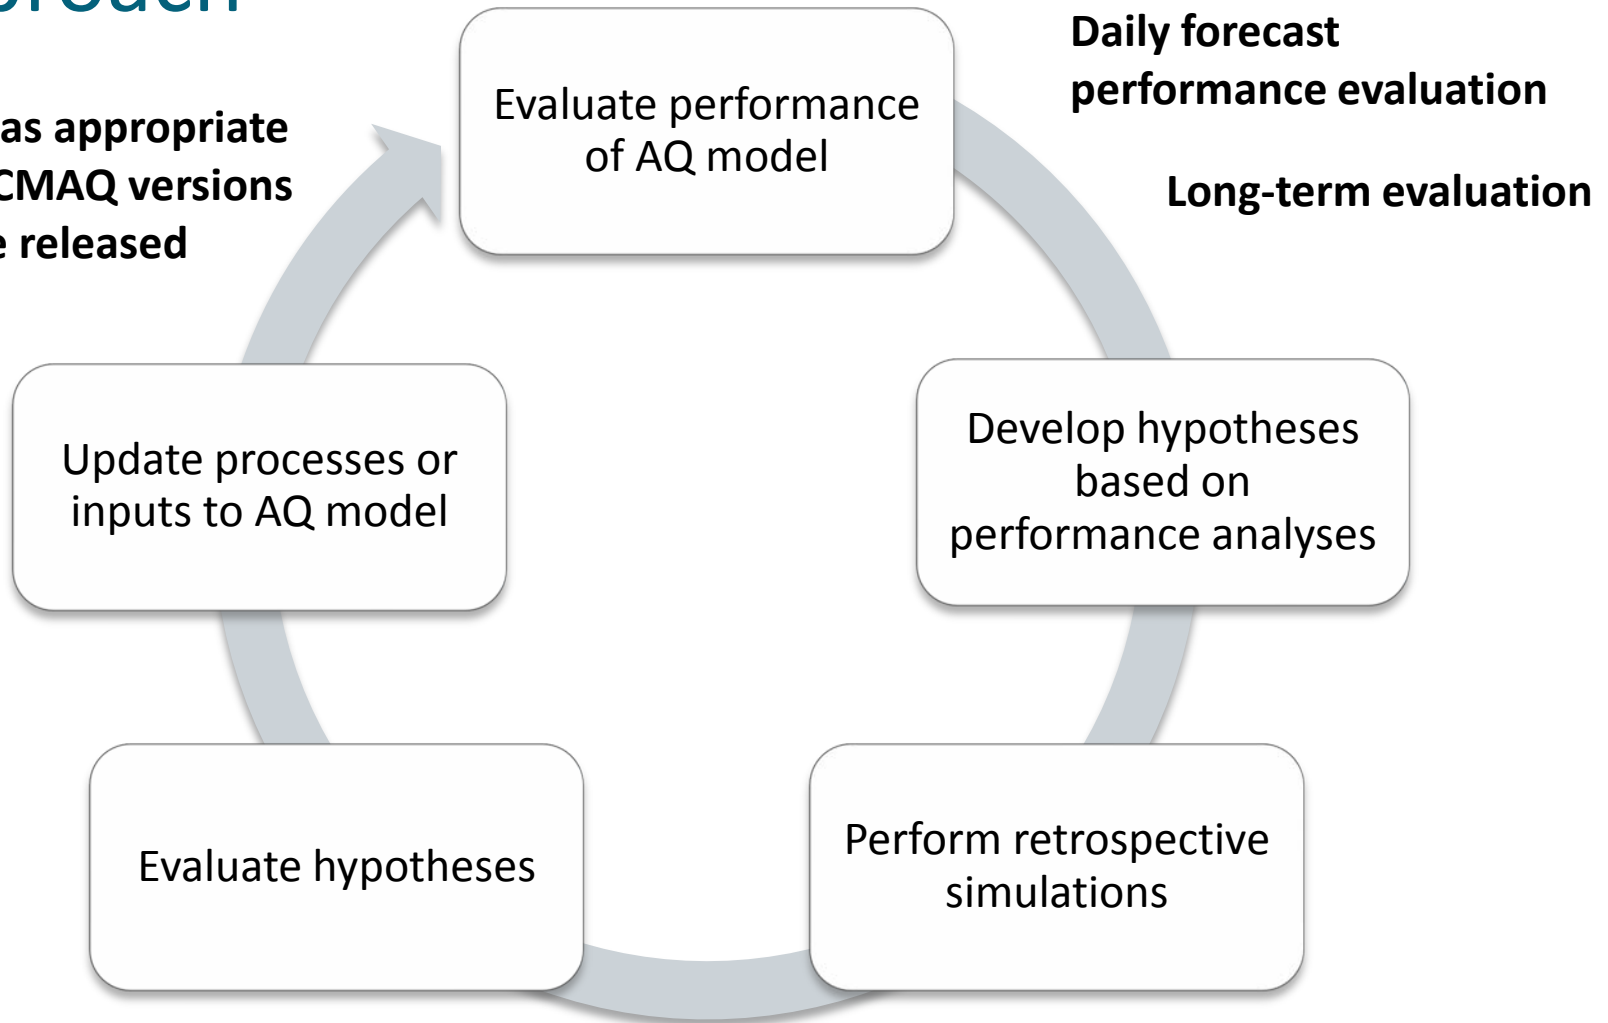 Daily forecast
performance evaluation
Long-term evaluation
as appropriate
CMAQ versions
released
Evaluate performance
of AQ model
Develop hypotheses
based on
performance analyses
Perform retrospective
simulations
Evaluate hypotheses
Update processes or
inputs to AQ model